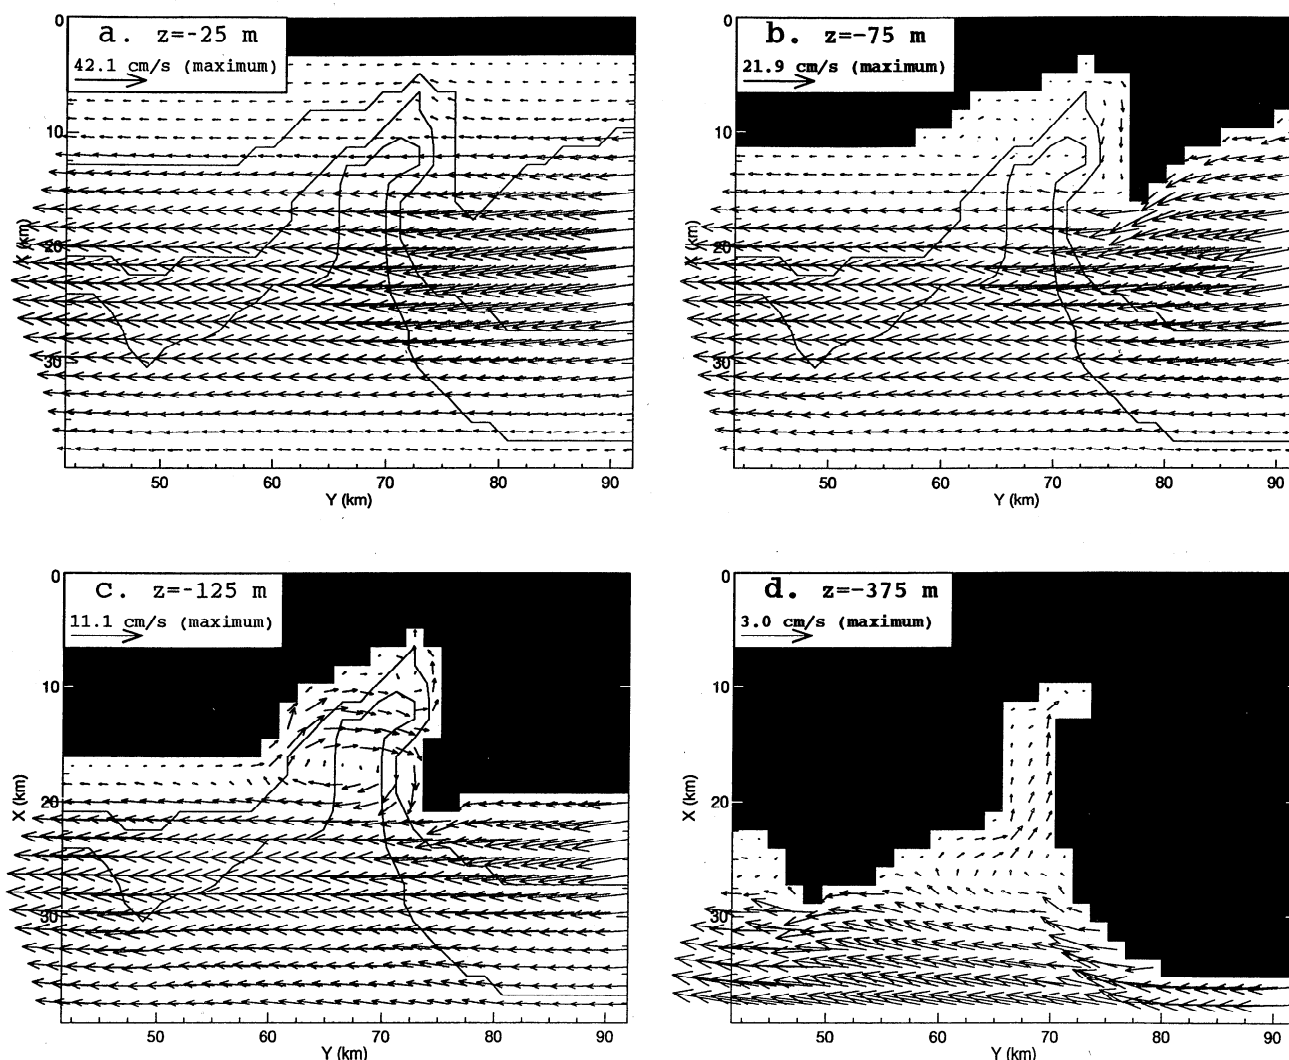 a. z=-25 m
42.1 cm/s (maximum)
0
10
20
30
X (km)
50
60
70
80
90
Y (km)
b. z=-75 m
21.9 cm/s (maximum)
0
10
20
30
X (km)
50
60
70
80
90
Y (km)
c. z=-125 m
11.1 cm/s (maximum)
0
10
20
30
X (km)
50
60
70
80
90
Y (km)
d. z=-375 m
3.0 cm/s (maximum)
0
10
20
30
X (km)
50
60
70
80
90
Y (km)